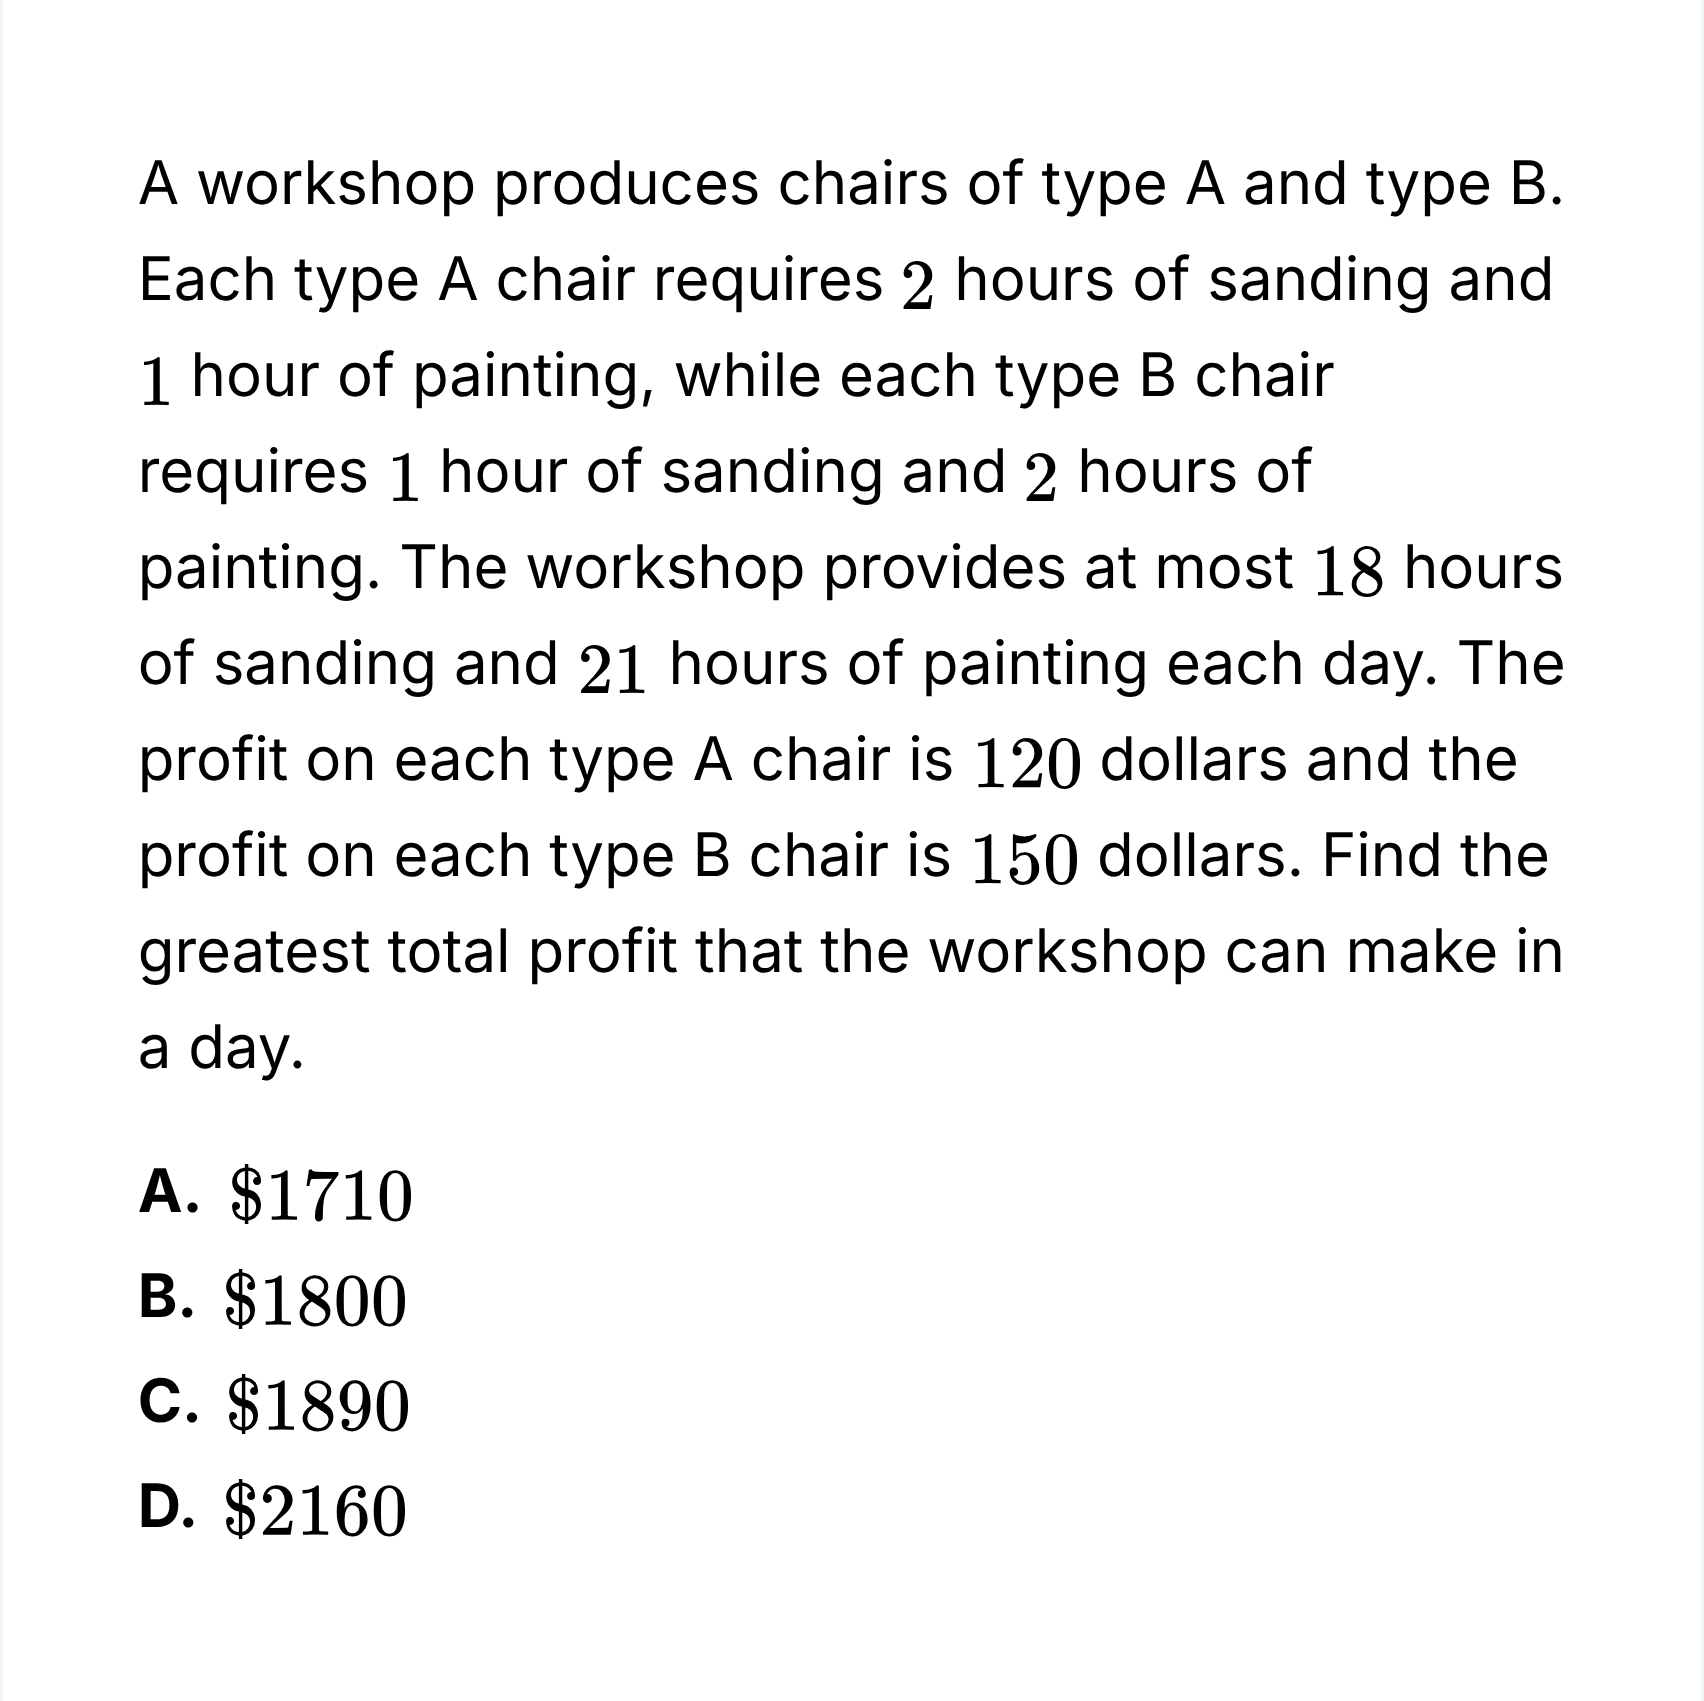 A workshop produces chairs of type A and type B.
Each type A chair requires 2 hours of sanding and
1 hour of painting, while each type B chair
requires 1 hour of sanding and 2 hours of
painting. The workshop provides at most 18 hours
of sanding and 21 hours of painting each day. The
profit on each type A chair is 120 dollars and the
profit on each type B chair is 150 dollars. Find the
greatest total profit that the workshop can make in
a day.
A. $1710
B. $1800
C. $1890
D. $2160